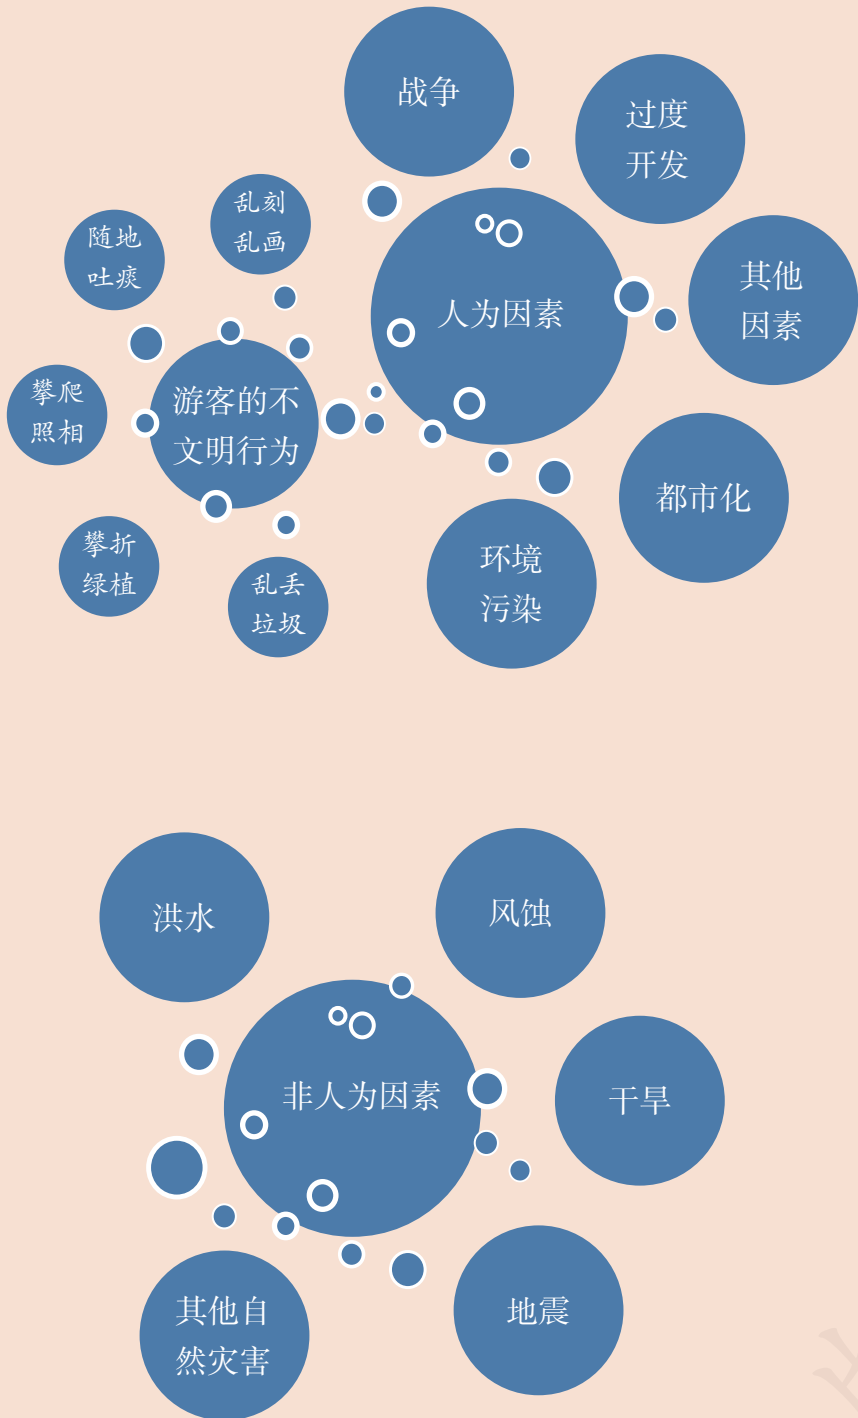 战争
过度
开发
其他
因素
人为因素
都市化
环境
污染
游客的不
文明行为
乱刻
乱画
随地
吐痰
攀爬
照相
攀折
绿植
乱丢
垃圾
洪水
风蚀
非人为因素
干旱
地震
其他自
然灾害